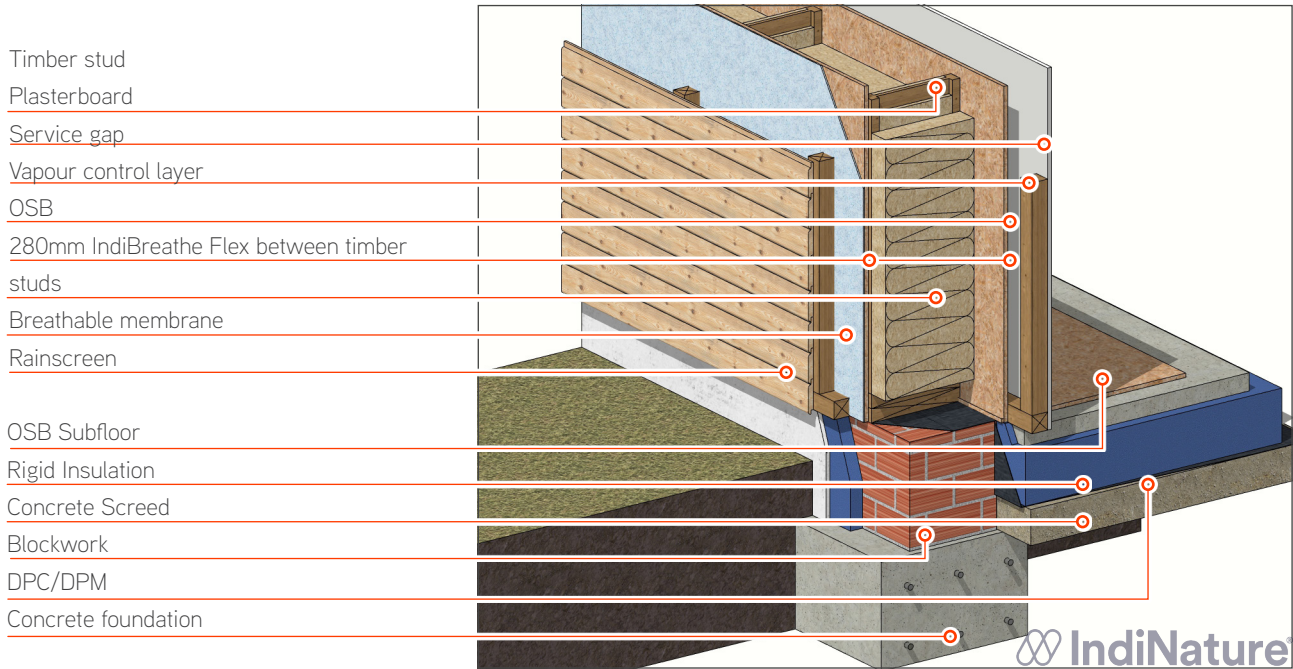 Timber stud
Plasterboard
Service gap
Vapour control layer
OSB
280mm IndiBreathe Flex between timber
studs
Breathable membrane
Rainscreen
OSB Subfloor
Rigid Insulation
Concrete Screed
Blockwork
DPC/DPM
Concrete foundation
IndiNature®